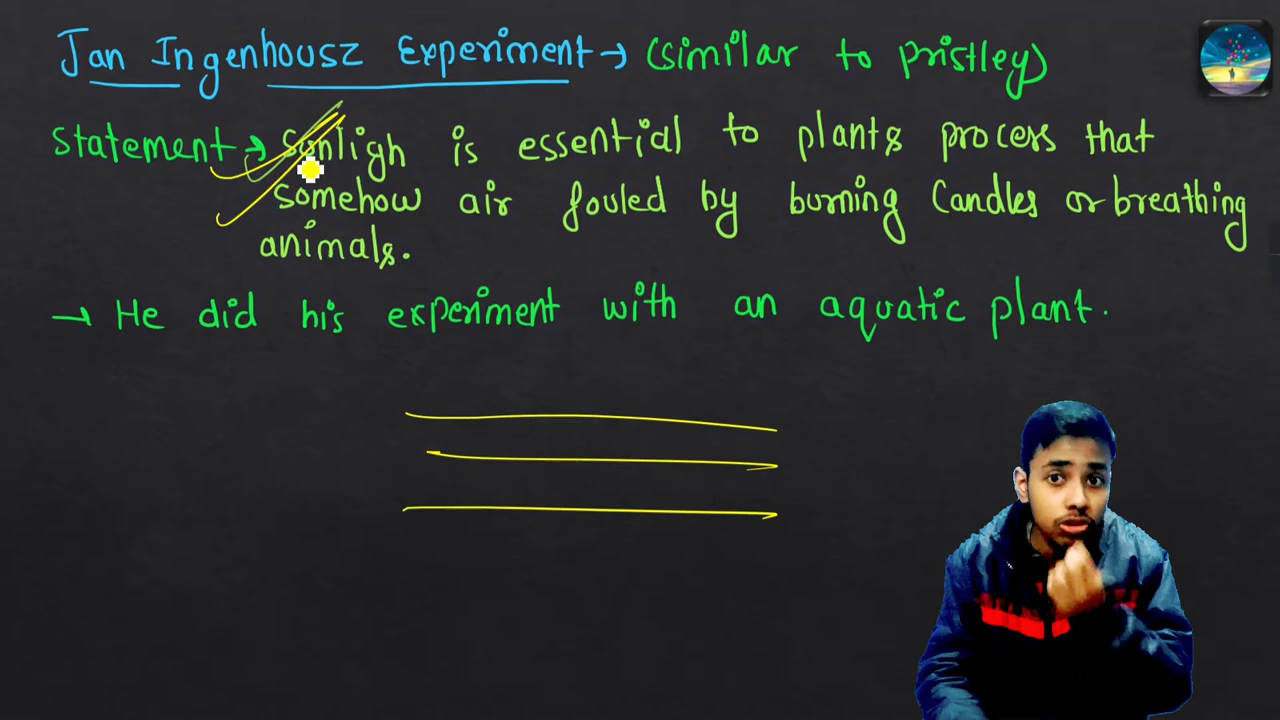 Jan Ingenhousz Experiment → (similar to pristley)
Statement → Sunligh is essential to plants process that
somehow air fouled by burning Candles or breathing
animals.
→ He did his experiment with an aquatic plant.